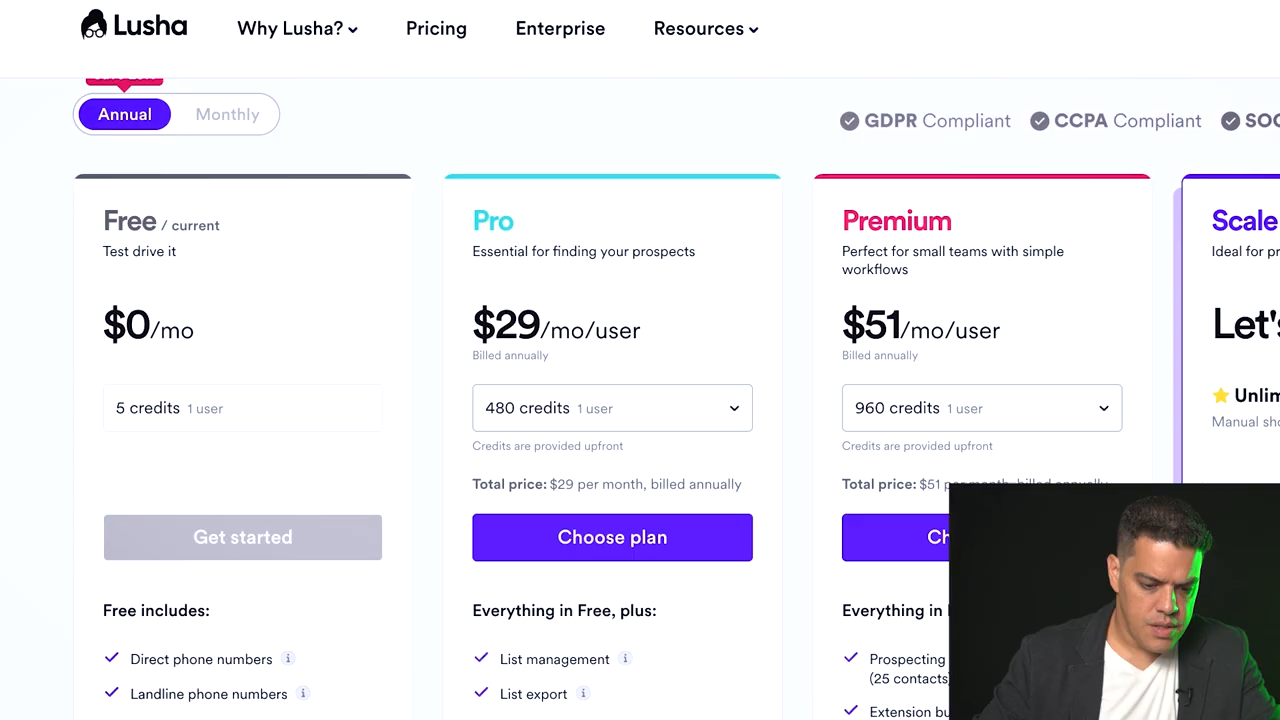 Lusha
Why Lusha?
Pricing
Enterprise
Resources
Annual
Monthly
GDPR Compliant
CCPA Compliant
Free / current
Test drive it
$0/mo
5 credits 1 user
Get started
Free includes:
Direct phone numbers
Landline phone numbers
Pro
Essential for finding your prospects
$29/mo/user
Billed annually
480 credits 1 user
Credits are provided upfront
Total price: $29 per month, billed annually
Choose plan
Everything in Free, plus:
List management
List export
Premium
Perfect for small teams with simple
workflows
$51/mo/user
Billed annually
960 credits 1 user
Credits are provided upfront
Total price: $51 per month, billed annually
Everything in
Prospecting
(25 contacts)
Extension
Scale
Ideal for
Let's
Manual